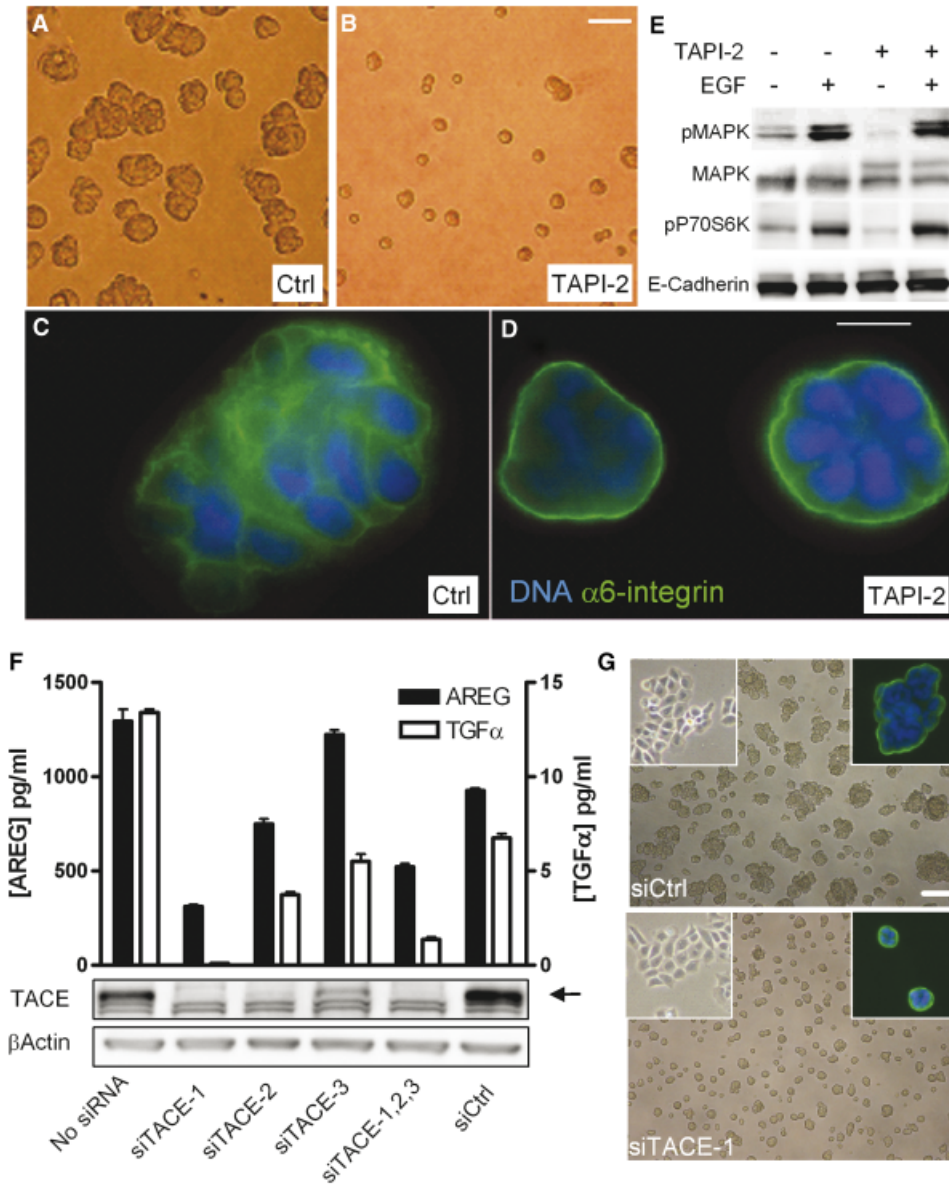 A
Ctrl
B
TAPI-2
E
TAPI-2 - - + +
EGF - + - +
pMAPK
MAPK
pP70S6K
E-Cadherin
C
Ctrl
D
DNA α6-integrin
TAPI-2
F
[AREG] pg/ml
1500
1000
500
0
AREG
TGFα
15
10
5
0
[TGFα] pg/ml
TACE
βActin
No siRNA
siTACE-1
siTACE-2
siTACE-3
siTACE-1,2,3
siCtrl
G
siCtrl
siTACE-1